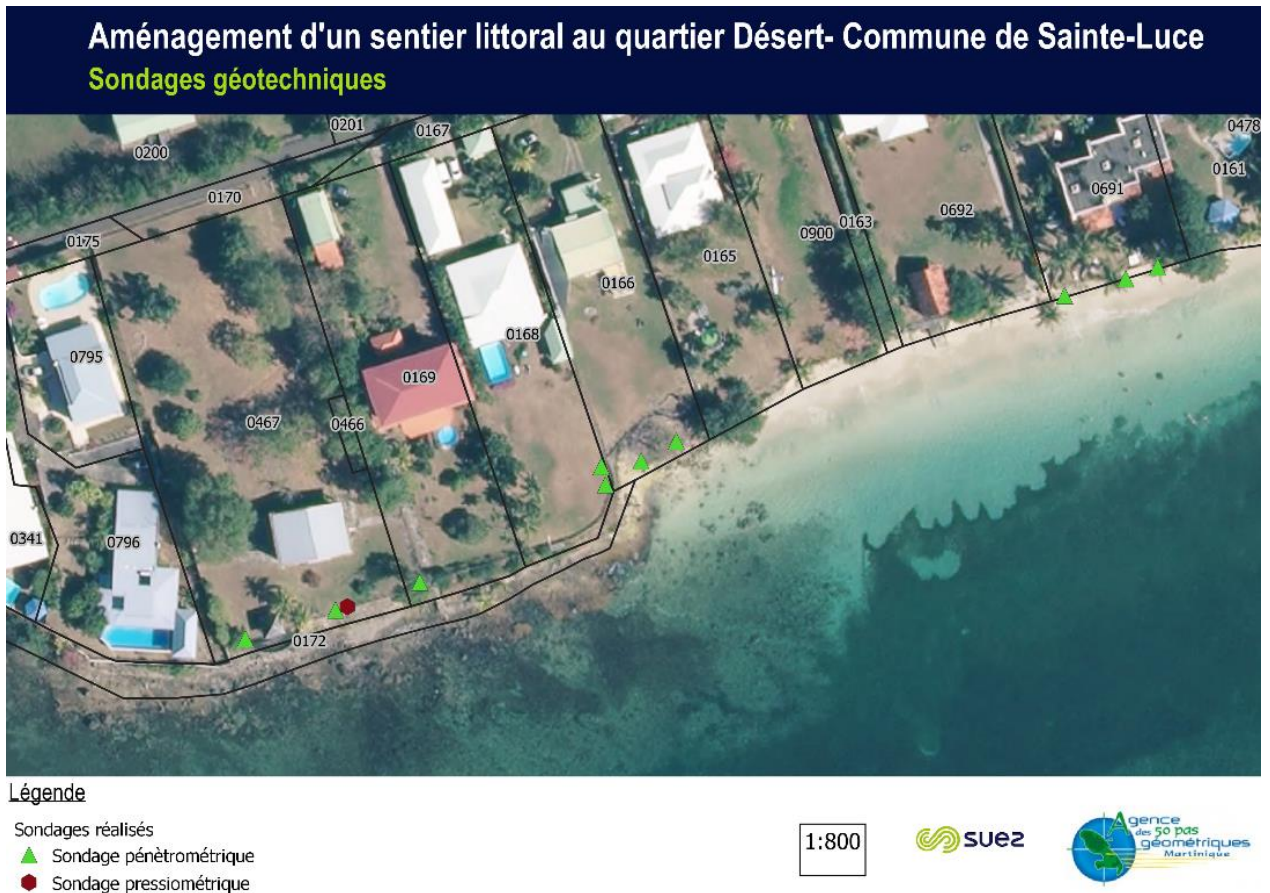 Aménagement d'un sentier littoral au quartier Désert- Commune de Sainte-Luce
Sondages géotechniques
0201
0167
0478
0200
0161
0170
0691
0692
0163
0900
0175
0165
0166
0168
0795
0169
0467
0466
0341
0796
0172
Légende
Sondages réalisés
Sondage pénètrométrique
Sondage pressiométrique
1:800
suez
Agence
des 50 pas
géométriques
Martinique